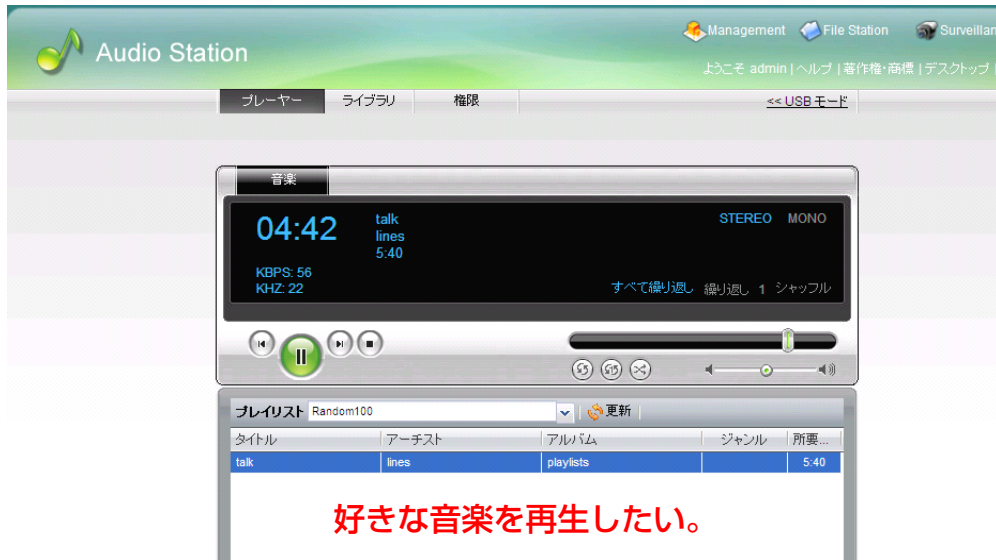 Audio Station
Management File Station Surveillan
ようこそ admin | ヘルプ | 著作権・商標 | デスクトップ |
プレーヤー ライブラリ 権限 << USB モード
音楽
04:42 talk STEREO MONO
lines
5:40
KBPS: 56
KHZ: 22 すべて繰り返し 繰り返し 1 シャッフル
プレイリスト Random100 更新
タイトル アーチスト アルバム ジャンル 所要...
talk lines playlists 5:40
好きな音楽を再生したい。